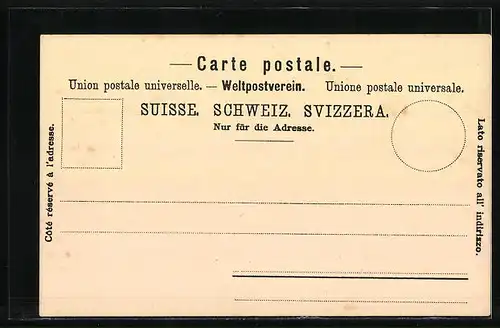 — Carte postale. —
Union postale universelle. — Weltpostverein. Unione postale universale.
SUISSE. SCHWEIZ. SVIZZERA.
Nur für die Adresse.
Côté réservé à l'adresse.
Lato riservato all' indirizzo.